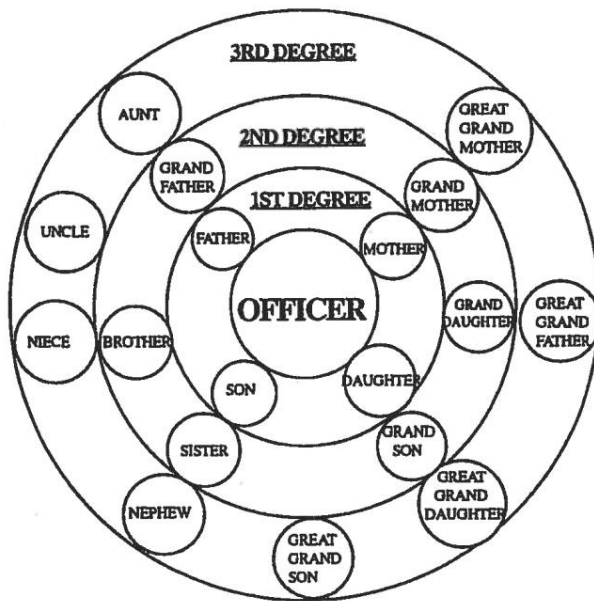 3RD DEGREE
AUNT
GREAT
GRAND
MOTHER
2ND DEGREE
GRAND
FATHER
GRAND
MOTHER
1ST DEGREE
UNCLE
FATHER
MOTHER
OFFICER
NIECE
BROTHER
GRAND
DAUGHTER
GREAT
GRAND
FATHER
SON
DAUGHTER
SISTER
GRAND
SON
NEPHEW
GREAT
GRAND
DAUGHTER
GREAT
GRAND
SON